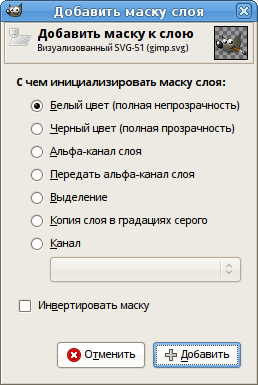 Добавить маску слоя
Добавить маску к слою
Визуализованный SVG-51 (gimp.svg)
С чем инициализировать маску слоя:
Белый цвет (полная непрозрачность)
Черный цвет (полная прозрачность)
Альфа-канал слоя
Передать альфа-канал слоя
Выделение
Копия слоя в градациях серого
Канал
Инвертировать маску
Отменить
Добавить